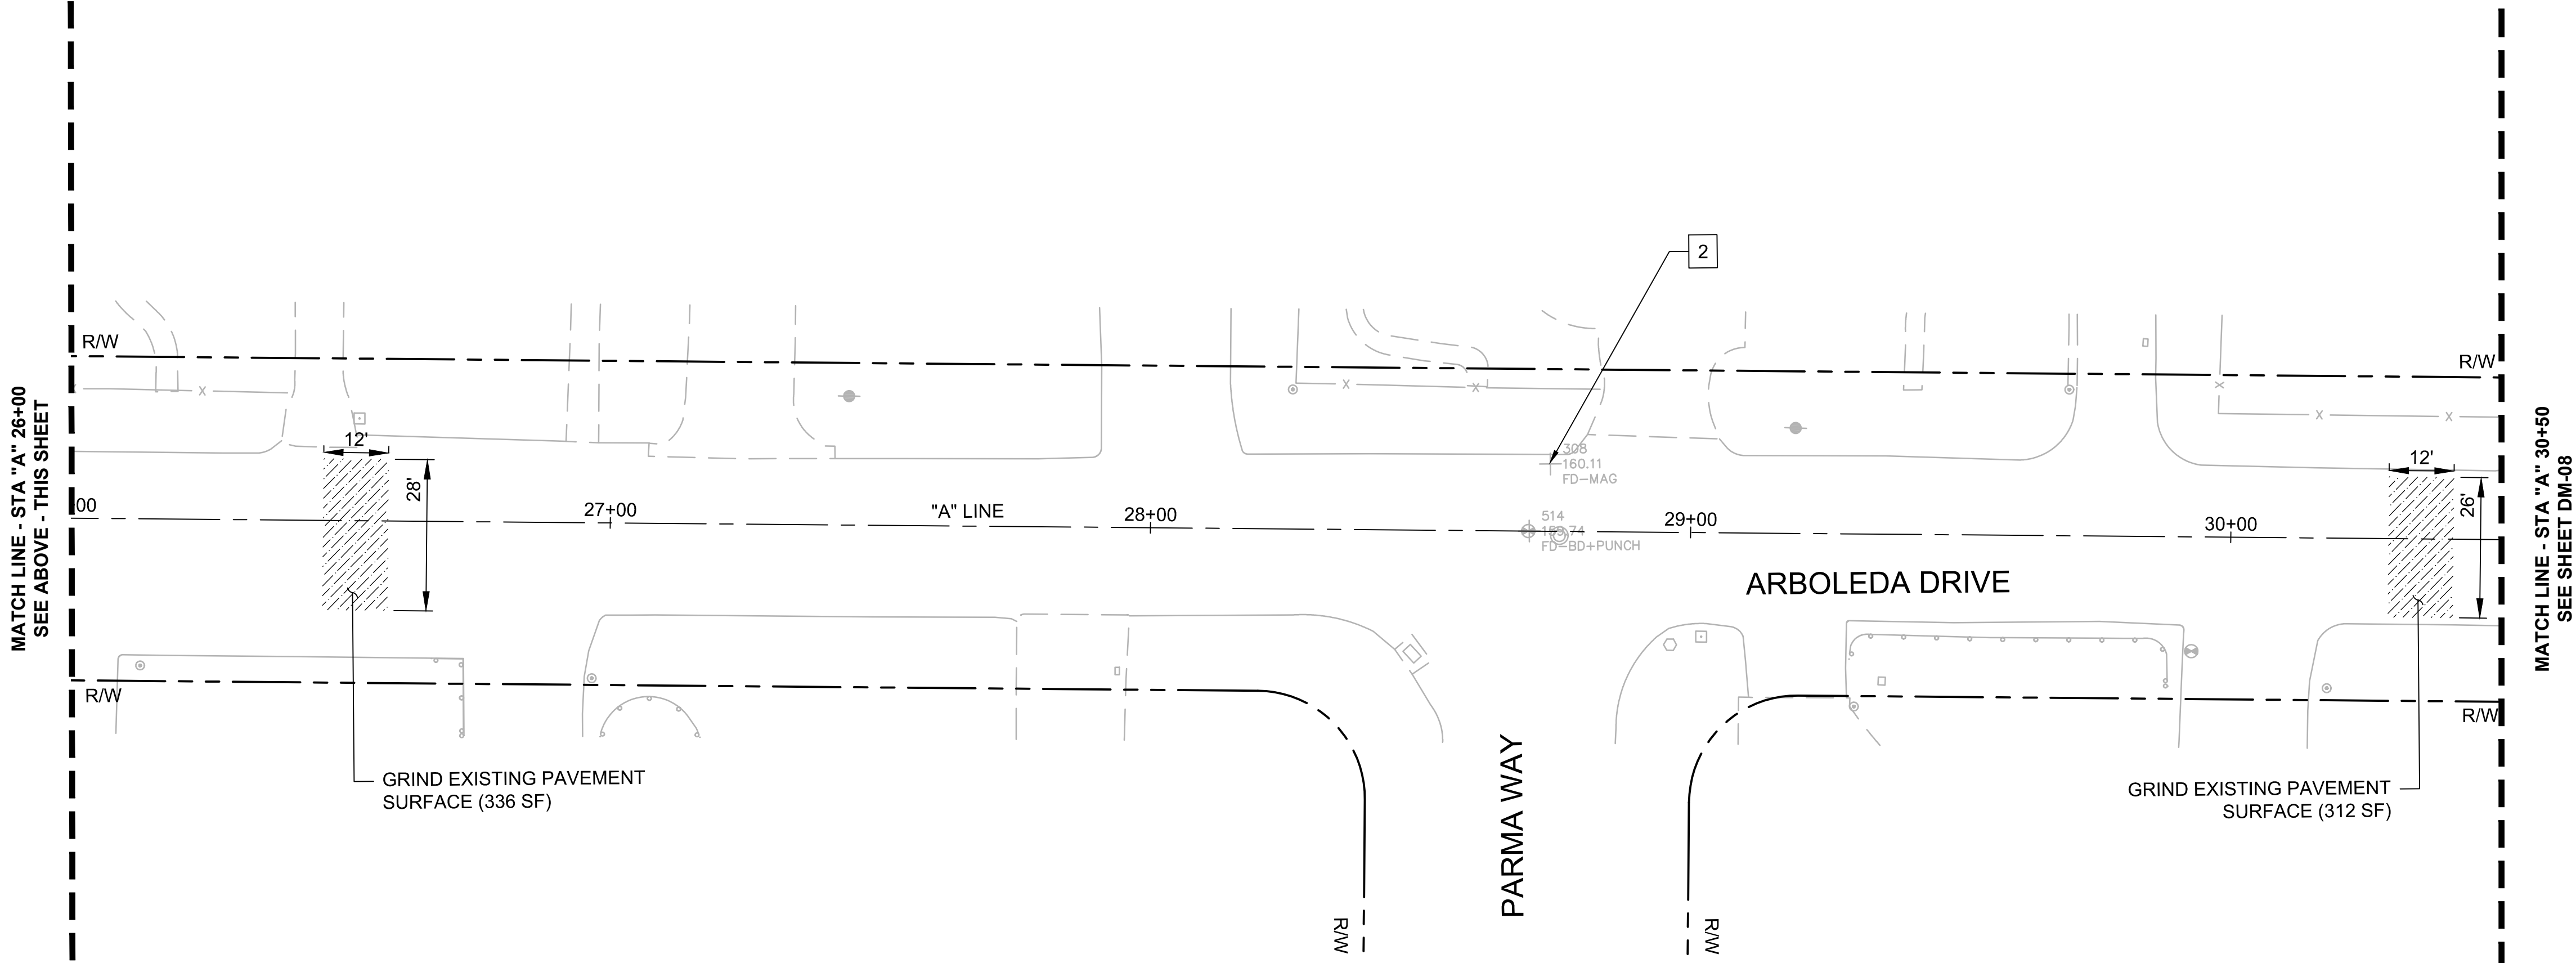 MATCH LINE - STA "A" 26+00
SEE ABOVE - THIS SHEET
R/W
R/W
00
12'
28'
GRIND EXISTING PAVEMENT
SURFACE (336 SF)
27+00
"A" LINE
28+00
2
308
160.11
FD-MAG
514
FD-BD+PUNCH
29+00
30+00
ARBOLEDA DRIVE
PARMA WAY
R/W
R/W
12'
26'
GRIND EXISTING PAVEMENT
SURFACE (312 SF)
R/W
R/W
MATCH LINE - STA "A" 30+50
SEE SHEET DM-08